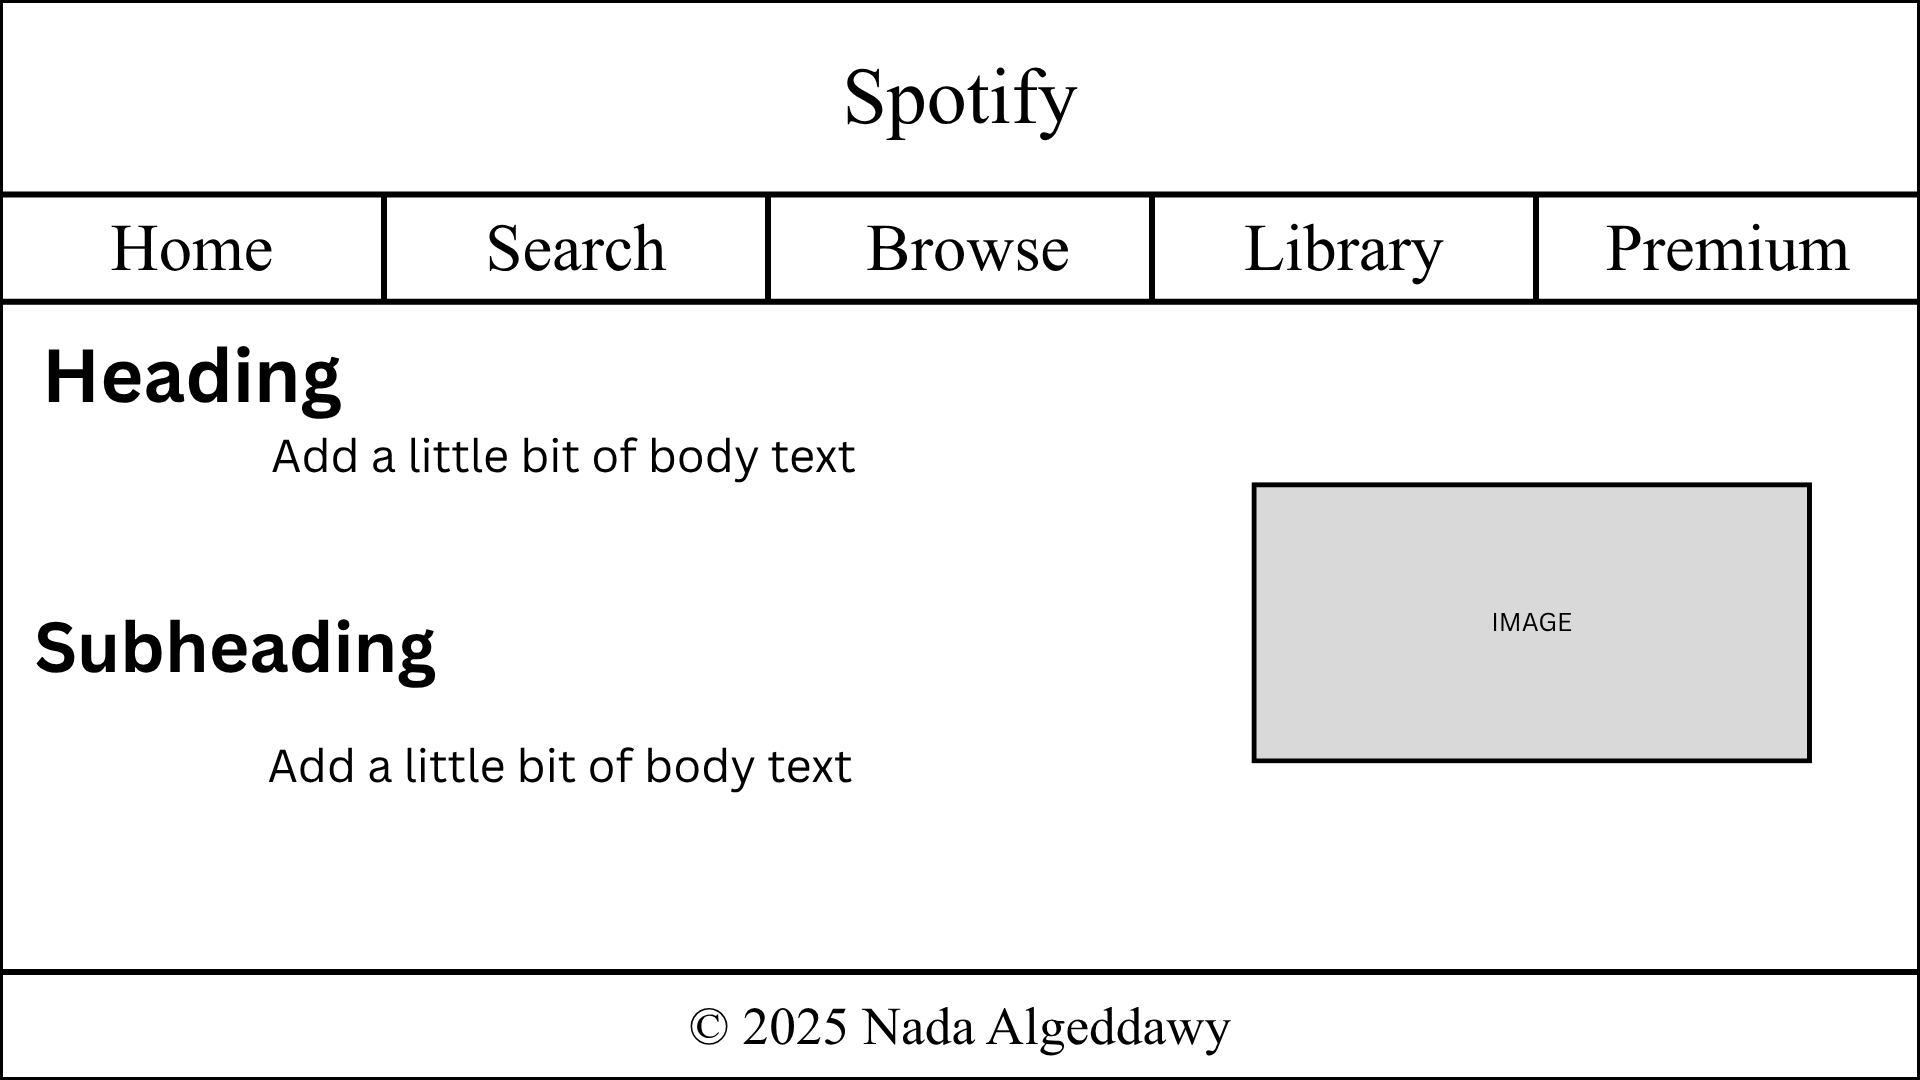 Spotify
Home
Search
Browse
Library
Premium
Heading
Add a little bit of body text
IMAGE
Subheading
Add a little bit of body text
© 2025 Nada Algeddawy